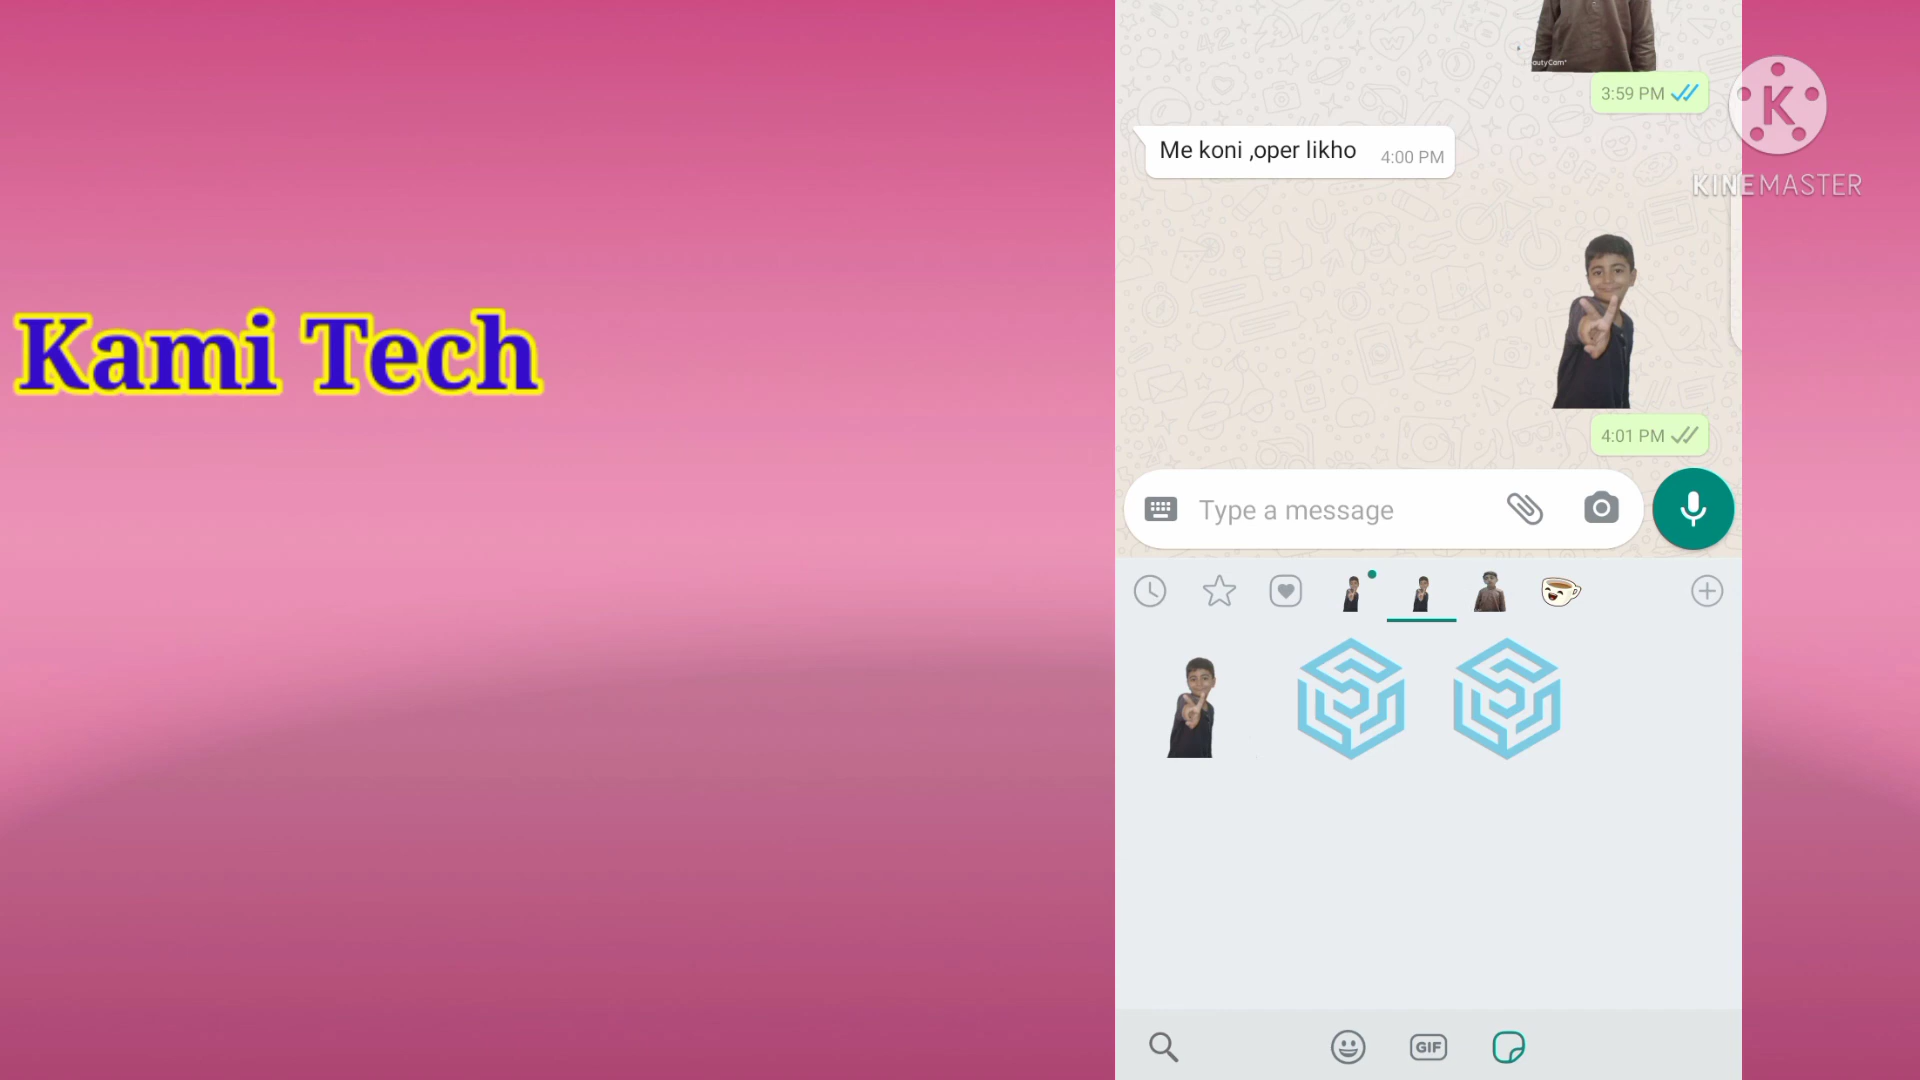 Kami Tech
autyCam*
3:59 PM
Me koni ,oper likho 4:00 PM
K
KINEMASTER
4:01 PM
Type a message
GIF